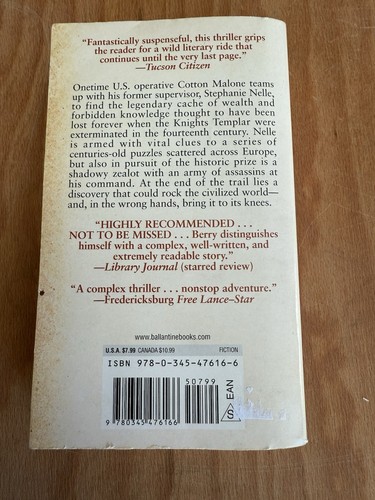 “Fantastically suspenseful, this thriller grips
the reader for a wild literary ride that
continues until the very last page.”
—Tucson Citizen
Onetime U.S. operative Cotton Malone teams
up with his former supervisor, Stephanie Nelle,
to find the legendary cache of wealth and
forbidden knowledge thought to have been
lost forever when the Knights Templar were
exterminated in the fourteenth century. Nelle
is armed with vital clues to a series of
centuries-old puzzles scattered across Europe,
but also in pursuit of the historic prize is a
shadowy zealot with an army of assassins at
his command. At the end of the trail lies a
discovery that could rock the civilized world—
and, in the wrong hands, bring it to its knees.
“HIGHLY RECOMMENDED . . .
NOT TO BE MISSED . . . Berry distinguishes
himself with a complex, well-written, and
extremely readable story.”
—Library Journal (starred review)
“A complex thriller . . . nonstop adventure.”
—Fredericksburg Free Lance–Star
www.ballantinebooks.com
U.S.A. $7.99 CANADA $10.99 FICTION
ISBN 978-0-345-47616-6
50799
EAN
S
9 780345 476166